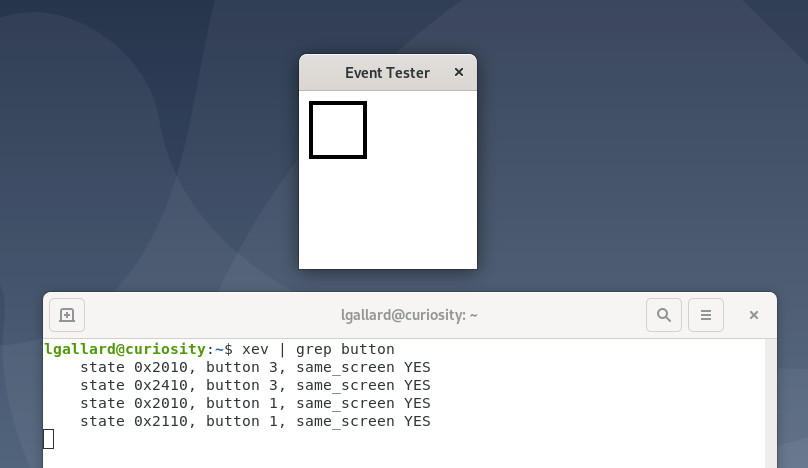 Event Tester
lgallard@curiosity: ~
lgallard@curiosity:~$ xev | grep button
    state 0x2010, button 3, same_screen YES
    state 0x2410, button 3, same_screen YES
    state 0x2010, button 1, same_screen YES
    state 0x2110, button 1, same_screen YES